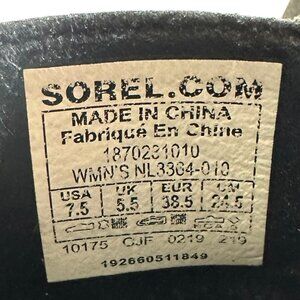 SOREL.COM
MADE IN CHINA
Fabriqué En Chine
1870231010
WMN'S NL3364-010
USA UK EUR CM
7.5 5.5 38.5 24.5
10175 CJF 0219 219
192660511849